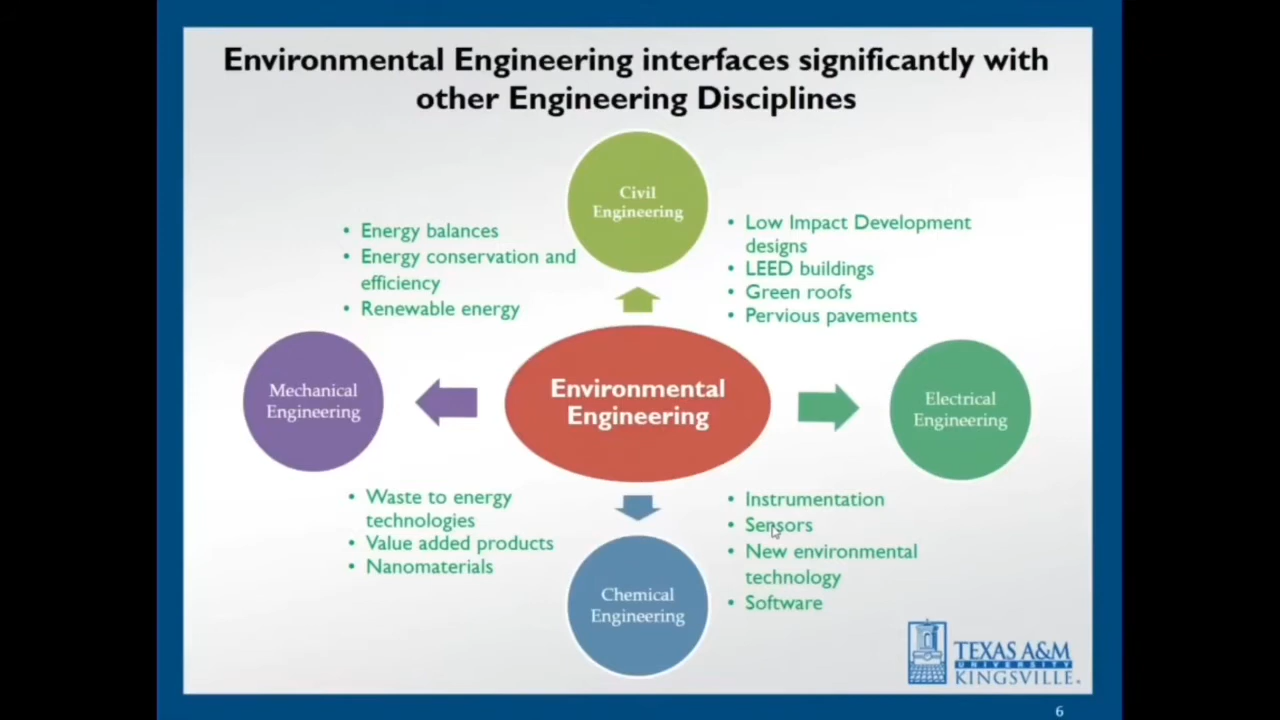 Environmental Engineering interfaces significantly with
other Engineering Disciplines
Civil
Engineering
• Energy balances
• Energy conservation and
efficiency
• Renewable energy
• Low Impact Development
designs
• LEED buildings
• Green roofs
• Pervious pavements
Mechanical
Engineering
Environmental
Engineering
Electrical
Engineering
• Waste to energy
technologies
• Value added products
• Nanomaterials
• Instrumentation
• Sensors
• New environmental
technology
• Software
Chemical
Engineering
TEXAS A&M
UNIVERSITY
KINGSVILLE
6